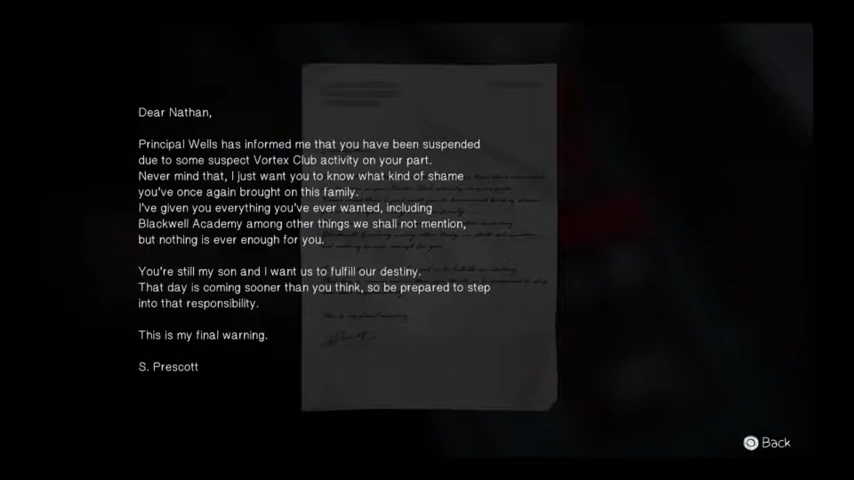 Dear Nathan,
Principal Wells has informed me that you have been suspended
due to some suspect Vortex Club activity on your part.
Never mind that, I just want you to know what kind of shame
you've once again brought on this family.
I've given you everything you've ever wanted, including
Blackwell Academy among other things we shall not mention,
but nothing is ever enough for you.
You're still my son and I want us to fulfill our destiny.
That day is coming sooner than you think, so be prepared to step
into that responsibility.
This is my final warning.
S. Prescott
Back